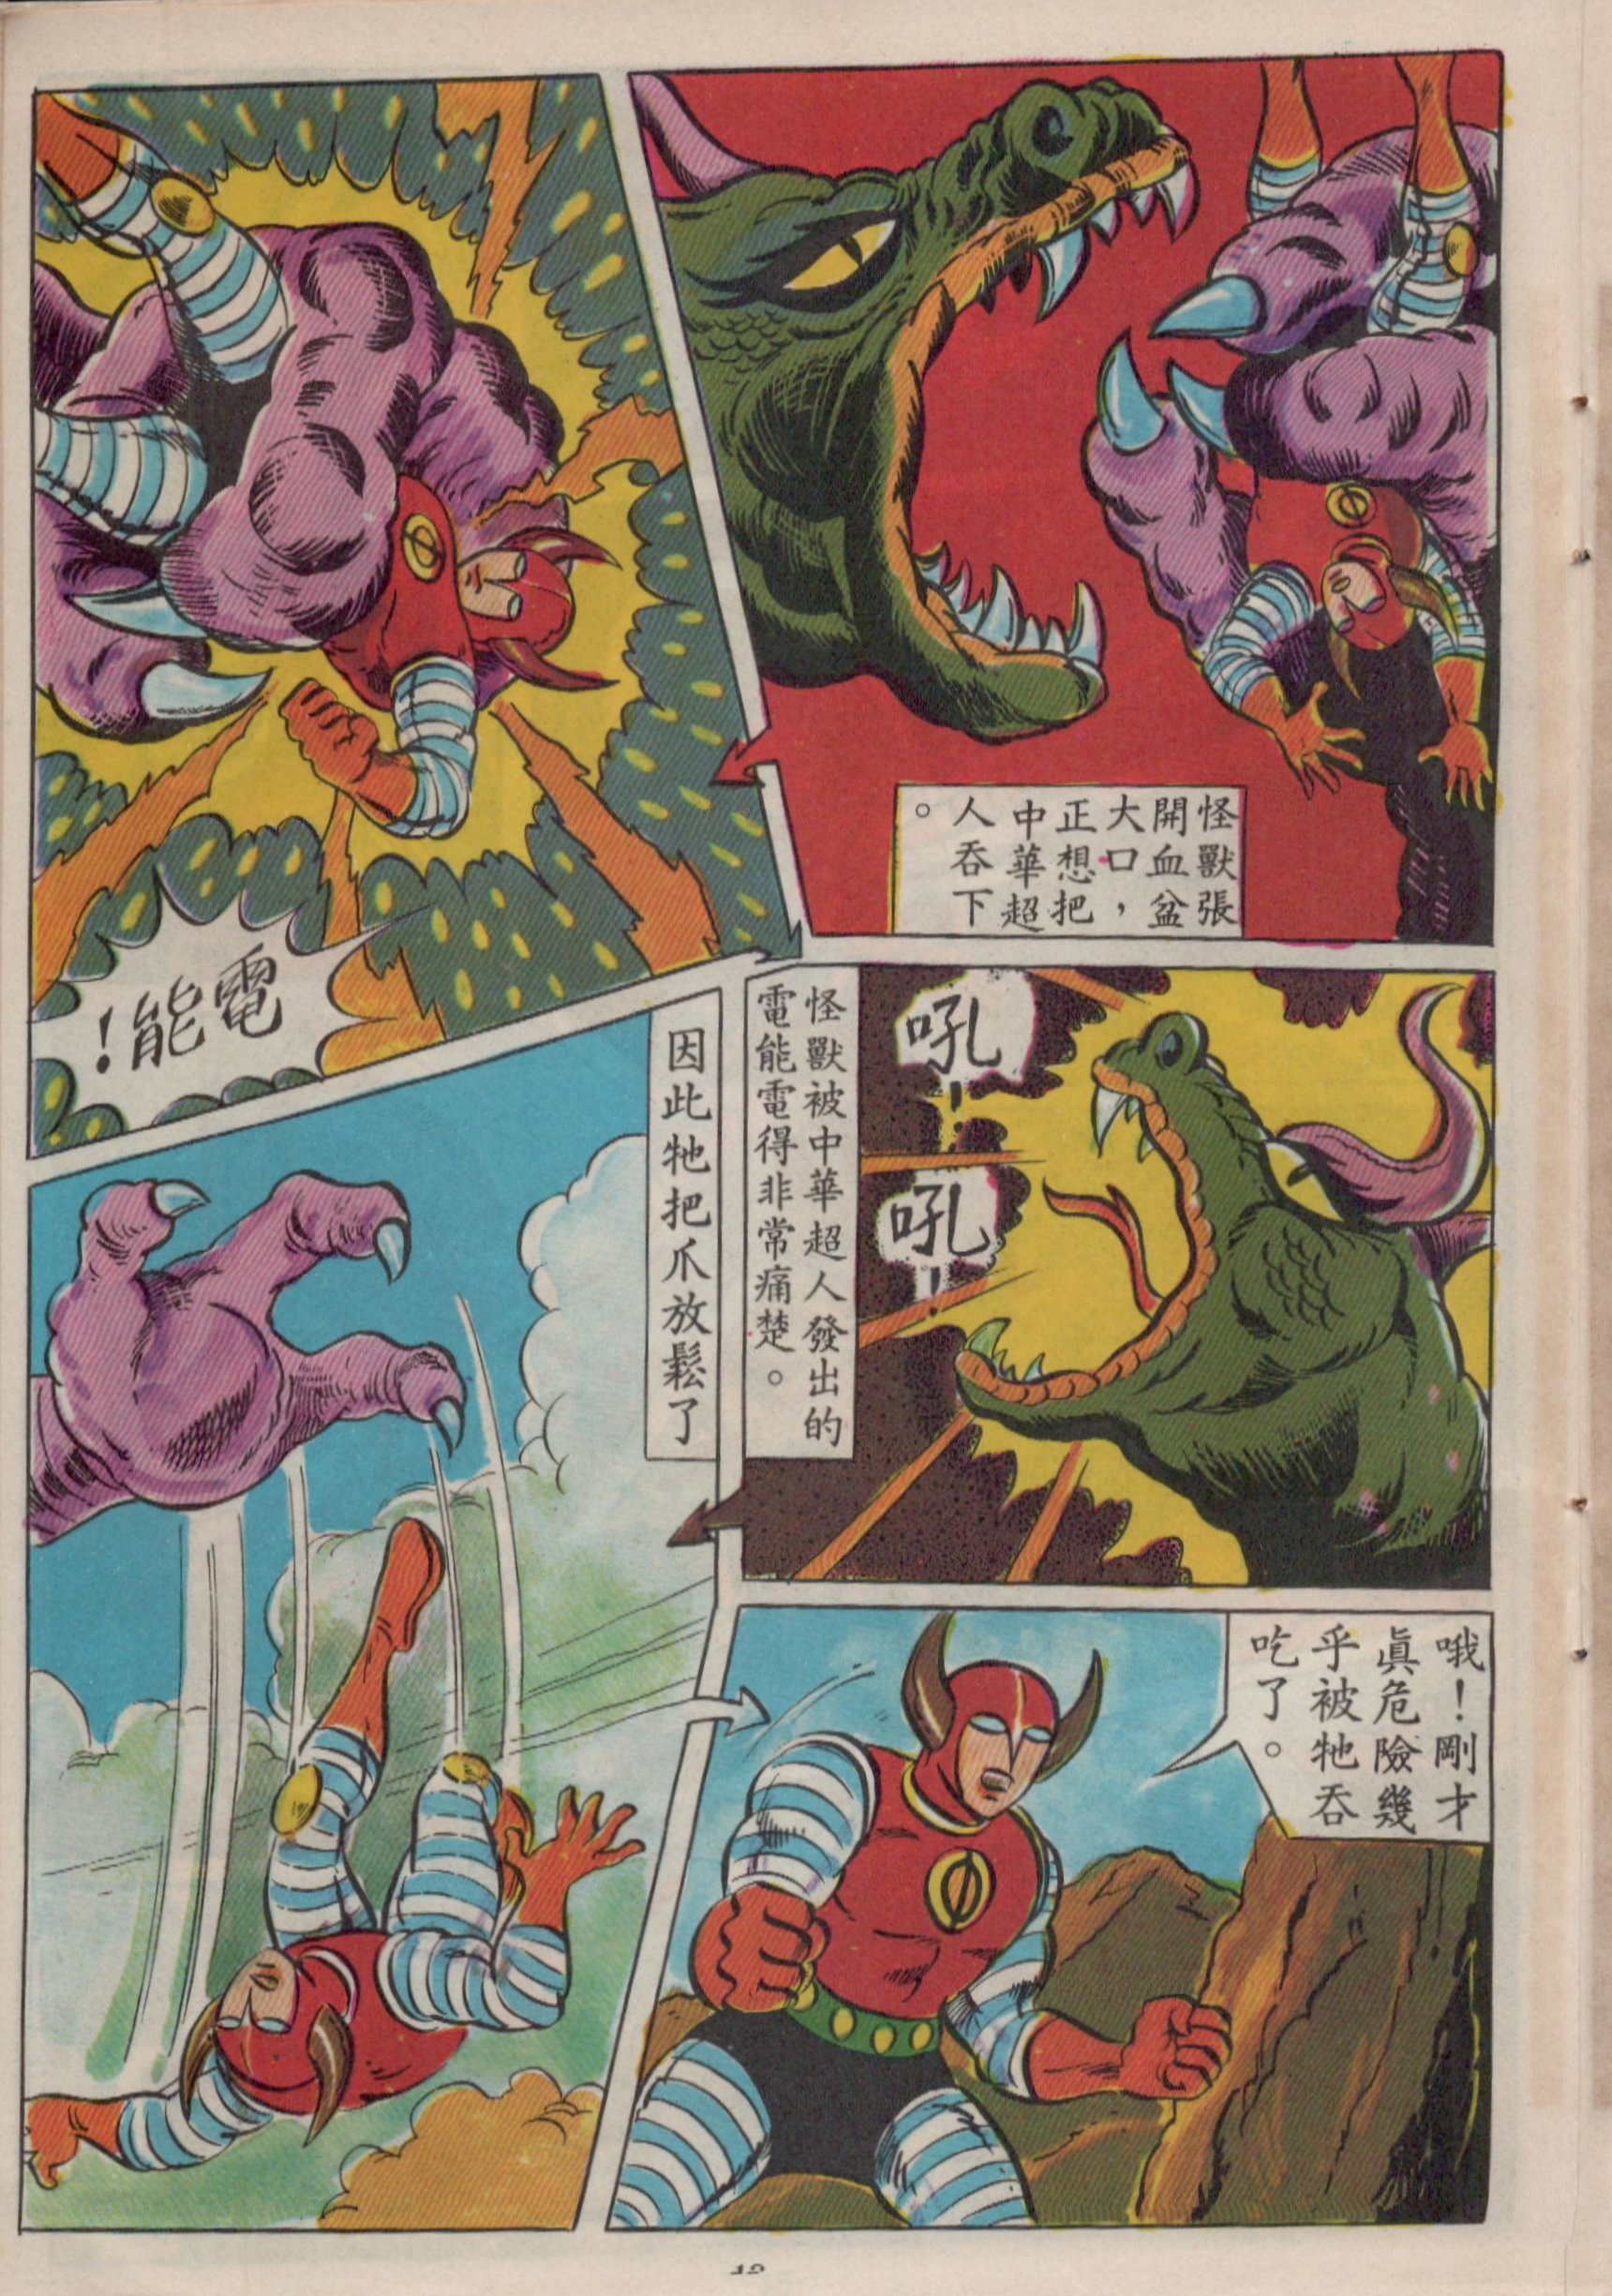 怪獸張
開血盆
大口，
正想把
中華超
人吞下
。
電能！
怪獸被中華超人發出的
電能電得非常痛楚。
吼！
吼！
因此牠把爪放鬆了
哦！剛才
眞危險幾
乎被牠吞
吃了。